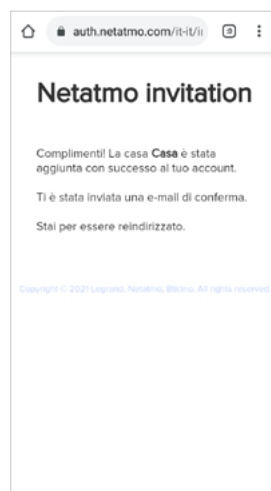 auth.netatmo.com/it-it/ii
Netatmo invitation
Complimenti! La casa Casa è stata
aggiunta con successo al tuo account.
Ti è stata inviata una e-mail di conferma.
Stai per essere reindirizzato.
Copyright © 2021 Legrand, Netatmo, Bticino. All rights reserved.